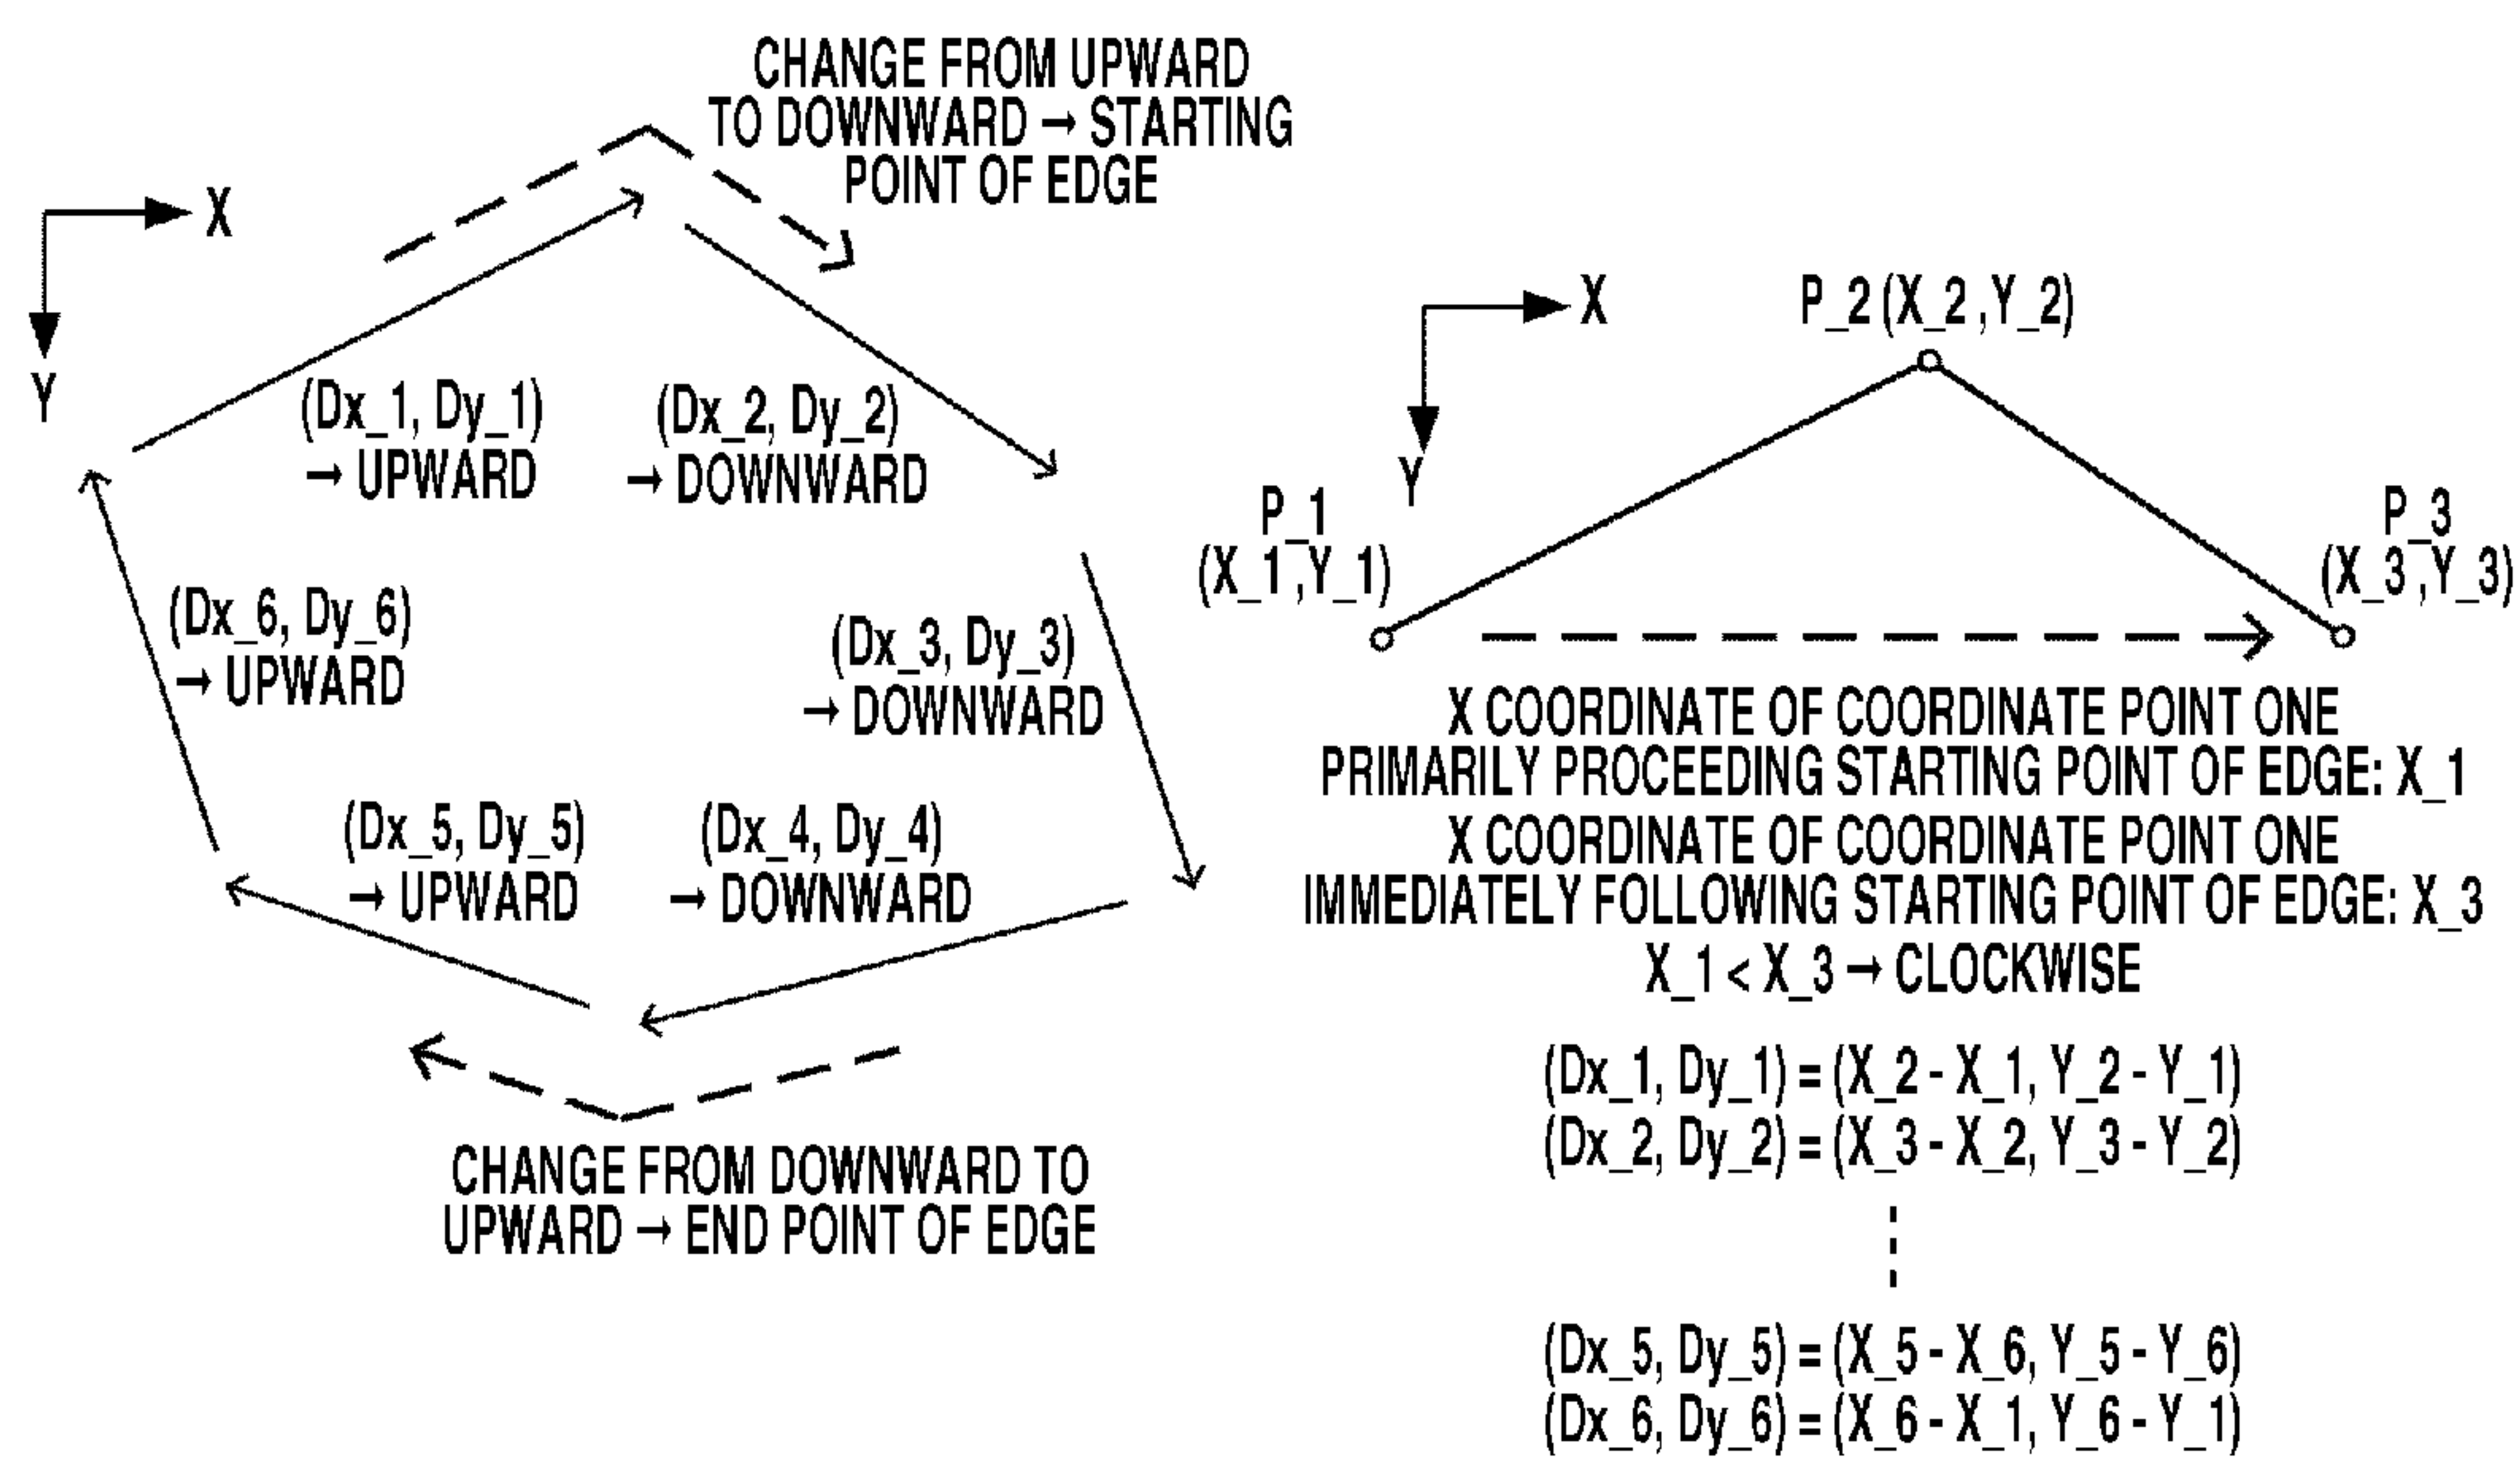 CHANGE FROM UPWARD
TO DOWNWARD → STARTING
POINT OF EDGE
X
Y
(Dx_1, Dy_1)
→ UPWARD
(Dx_2, Dy_2)
→ DOWNWARD
(Dx_6, Dy_6)
→ UPWARD
(Dx_3, Dy_3)
→ DOWNWARD
(Dx_5, Dy_5)
→ UPWARD
(Dx_4, Dy_4)
→ DOWNWARD
CHANGE FROM DOWNWARD TO
UPWARD → END POINT OF EDGE
X
Y
P_2 (X_2 ,Y_2)
P_1
(X_1 ,Y_1)
P_3
(X_3 ,Y_3)
X COORDINATE OF COORDINATE POINT ONE
PRIMARILY PROCEEDING STARTING POINT OF EDGE: X_1
X COORDINATE OF COORDINATE POINT ONE
IMMEDIATELY FOLLOWING STARTING POINT OF EDGE: X_3
X_1 < X_3 → CLOCKWISE
(Dx_1, Dy_1) = (X_2 - X_1, Y_2 - Y_1)
(Dx_2, Dy_2) = (X_3 - X_2, Y_3 - Y_2)
(Dx_5, Dy_5) = (X_5 - X_6, Y_5 - Y_6)
(Dx_6, Dy_6) = (X_6 - X_1, Y_6 - Y_1)